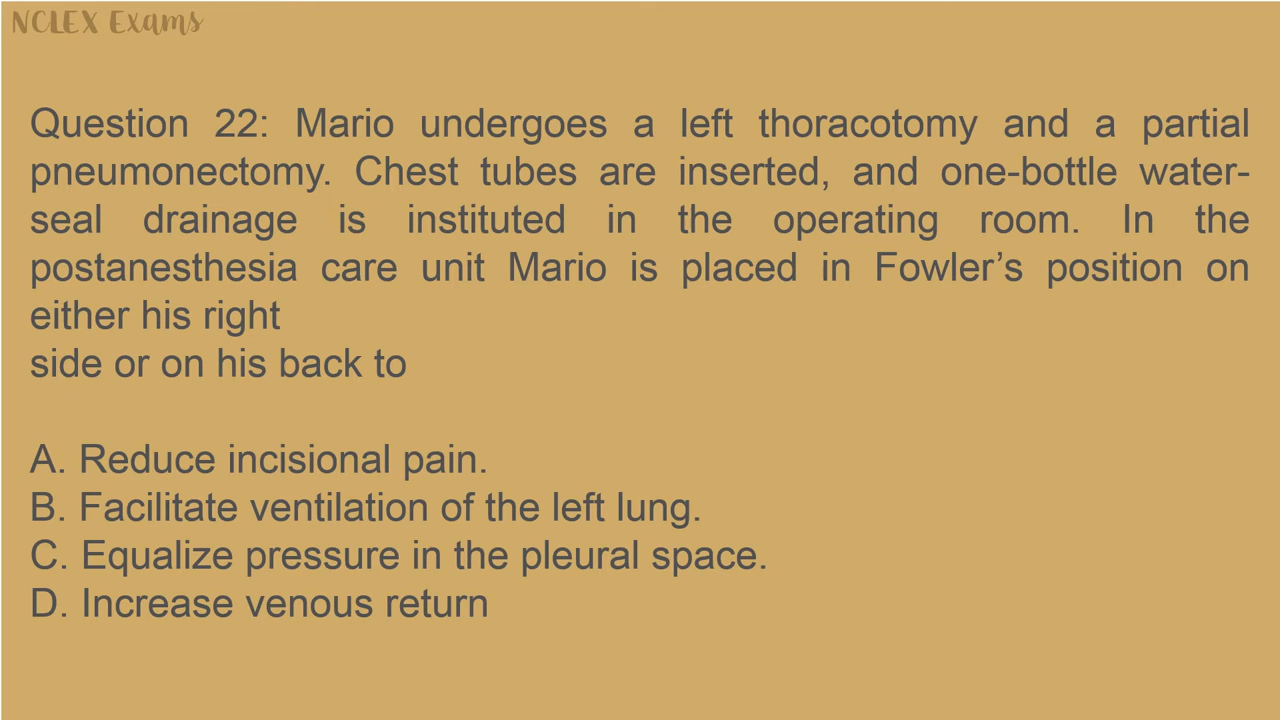 NCLEX Exams
Question 22: Mario undergoes a left thoracotomy and a partial
pneumonectomy. Chest tubes are inserted, and one-bottle water-
seal drainage is instituted in the operating room. In the
postanesthesia care unit Mario is placed in Fowler’s position on
either his right
side or on his back to
A. Reduce incisional pain.
B. Facilitate ventilation of the left lung.
C. Equalize pressure in the pleural space.
D. Increase venous return